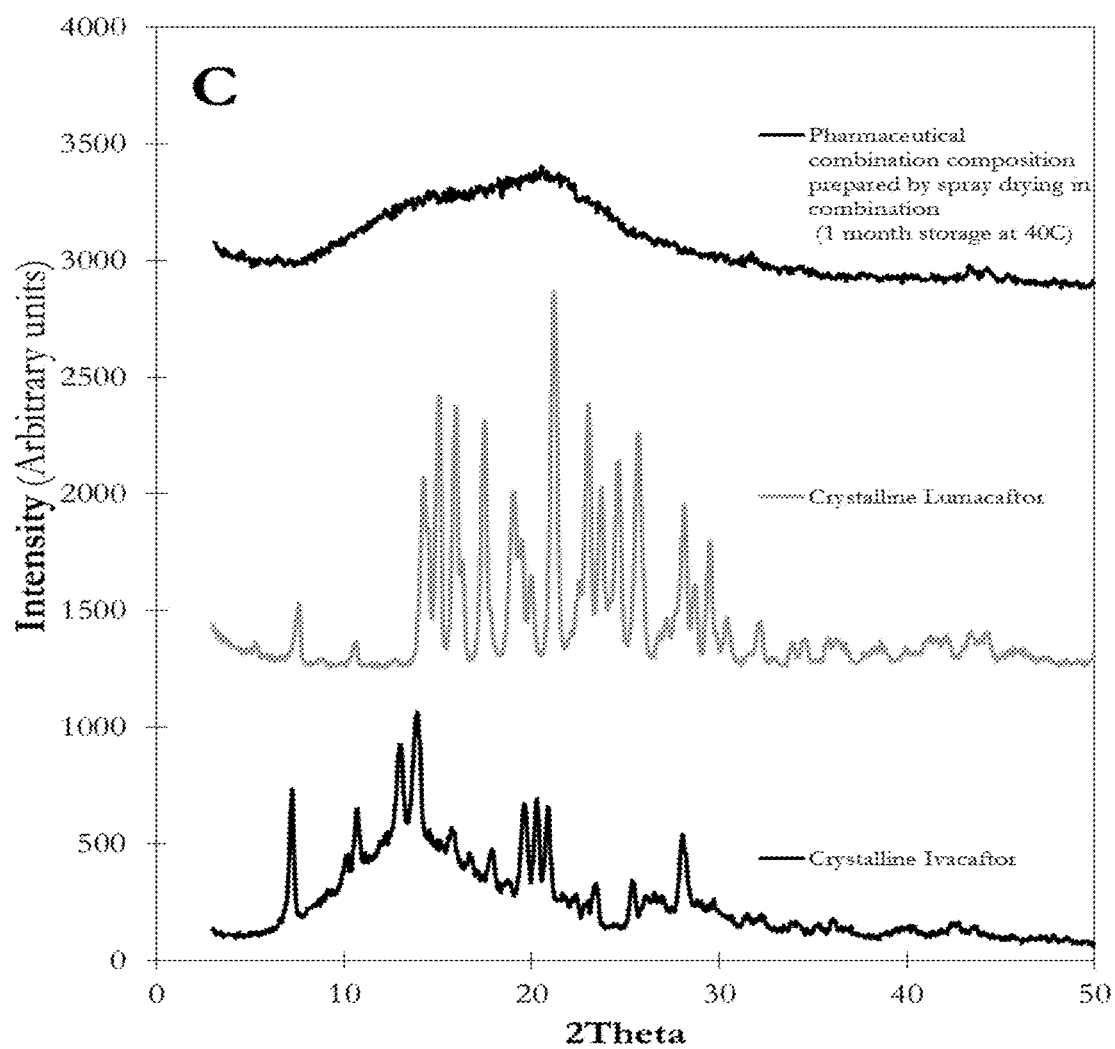 C
4000
3500
3000
2500
2000
1500
1000
500
0
Intensity (Arbitrary units)
Pharmaceutical
combination composition
prepared by spray drying in
combination
(1 month storage at 40C)
Crystalline Lumacaftor
Crystalline Ivacaftor
0 10 20 30 40 50
2Theta